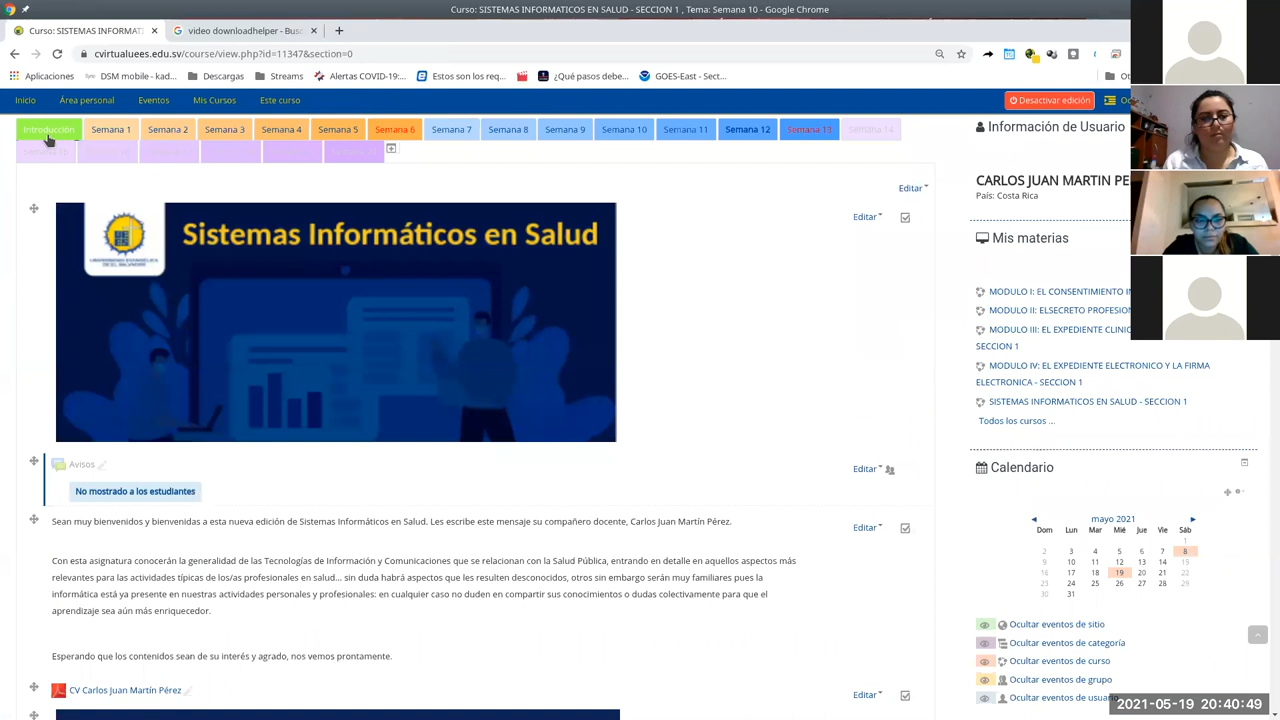 Curso: SISTEMAS INFORMATICOS EN SALUD - SECCION 1 , Tema: Semana 10 - Google Chrome
Curso: SISTEMAS INFORMAT
video downloadhelper - Bus
cvirtualuees.edu.sv/course/view.php?id=11347&section=0
Aplicaciones
DSM mobile - kad...
Descargas
Streams
Alertas COVID-19:...
Estos son los req...
¿Qué pasos debe...
GOES-East - Sect...
Inicio
Área personal
Eventos
Mis Cursos
Este curso
Desactivar edición
Introducción
Semana 1
Semana 2
Semana 3
Semana 4
Semana 5
Semana 6
Semana 7
Semana 8
Semana 9
Semana 10
Semana 11
Semana 12
Semana 13
Semana 14
Información de Usuario
CARLOS JUAN MARTIN PE
País: Costa Rica
Editar
Editar
Sistemas Informáticos en Salud
Mis materias
MODULO I: EL CONSENTIMIENTO I
MODULO II: ELSECRETO PROFESION
MODULO III: EL EXPEDIENTE CLINIC
SECCION 1
MODULO IV: EL EXPEDIENTE ELECTRONICO Y LA FIRMA
ELECTRONICA - SECCION 1
SISTEMAS INFORMATICOS EN SALUD - SECCION 1
Todos los cursos ...
Avisos
Editar
No mostrado a los estudiantes
Sean muy bienvenidos y bienvenidas a esta nueva edición de Sistemas Informáticos en Salud. Les escribe este mensaje su compañero docente, Carlos Juan Martín Pérez.
Editar
Con esta asignatura conocerán la generalidad de las Tecnologías de Información y Comunicaciones que se relacionan con la Salud Pública, entrando en detalle en aquellos aspectos más
relevantes para las actividades típicas de los/as profesionales en salud... sin duda habrá aspectos que les resulten desconocidos, otros sin embargo serán muy familiares pues la
informática está ya presente en nuestras actividades personales y profesionales: en cualquier caso no duden en compartir sus conocimientos o dudas colectivamente para que el
aprendizaje sea aún más enriquecedor.
Esperando que los contenidos sean de su interés y agrado, nos vemos prontamente.
CV Carlos Juan Martín Pérez
Editar
Calendario
mayo 2021
Dom Lun Mar Mié Jue Vie Sáb
1
2 3 4 5 6 7 8
9 10 11 12 13 14 15
16 17 18 19 20 21 22
23 24 25 26 27 28 29
30 31
Ocultar eventos de sitio
Ocultar eventos de categoría
Ocultar eventos de curso
Ocultar eventos de grupo
Ocultar eventos de usuario
2021-05-19 20:40:49